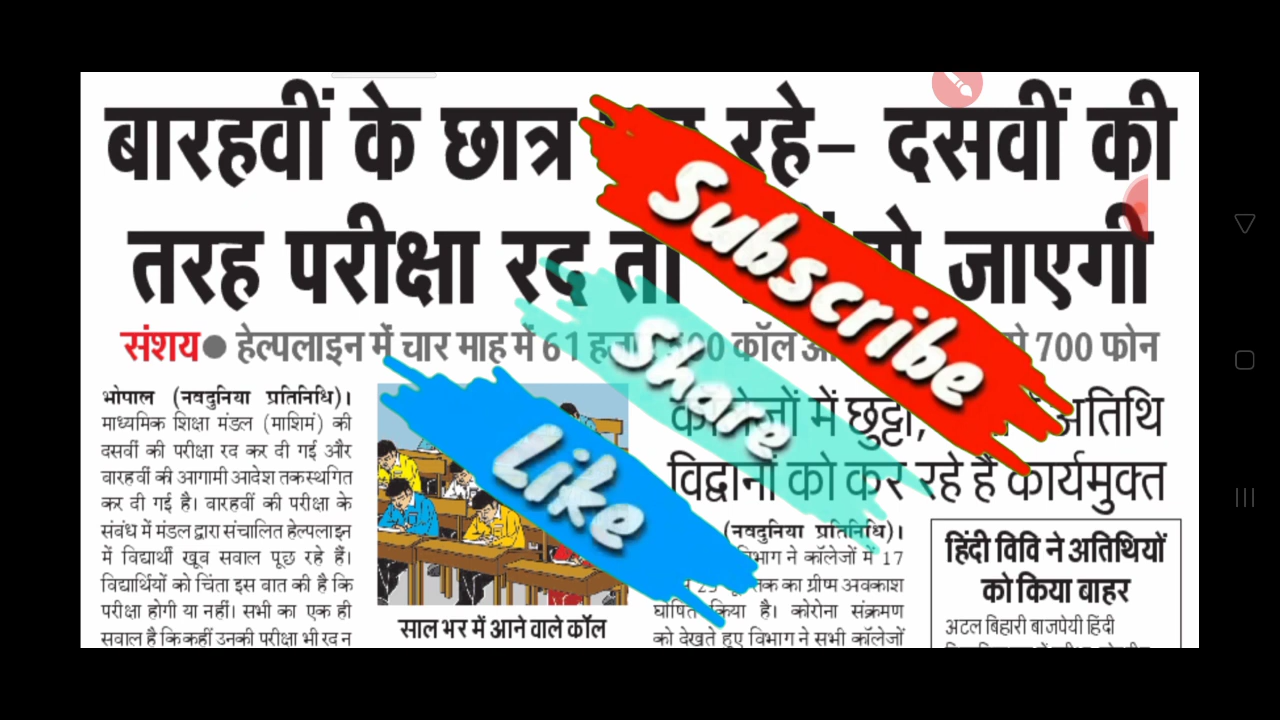 बारहवीं के छात्र रहे- दसवीं की
तरह परीक्षा रद तो जाएगी
संशय● हेल्पलाइन में चार माह में 61 कॉल 700 फोन
भोपाल (नवदुनिया प्रतिनिधि)।
माध्यमिक शिक्षा मंडल (माशिमं) की
दसवीं की परीक्षा रद कर दी गई और
बारहवीं की आगामी आदेश तक स्थगित
कर दी गई है। बारहवीं की परीक्षा के
संबंध में मंडल द्वारा संचालित हेल्पलाइन
में विद्यार्थी खूब सवाल पूछ रहे हैं।
विद्यार्थियों को चिंता इस बात की है कि
परीक्षा होगी या नहीं। सभी का एक ही
सवाल है कि कहीं उनकी परीक्षा भी रद न
साल भर में आने वाले कॉल
में छुट्टी, अतिथि
विद्वानों को कर रहे हैं कार्यमुक्त
(नवदुनिया प्रतिनिधि)।
ने कॉलेजों में 17
तक का ग्रीष्म अवकाश
घोषित किया है। कोरोना संक्रमण
को देखते हुए विभाग ने सभी कॉलेजों
हिंदी विवि ने अतिथियों
को किया बाहर
अटल बिहारी बाजपेयी हिंदी
Subscribe
Share
Like